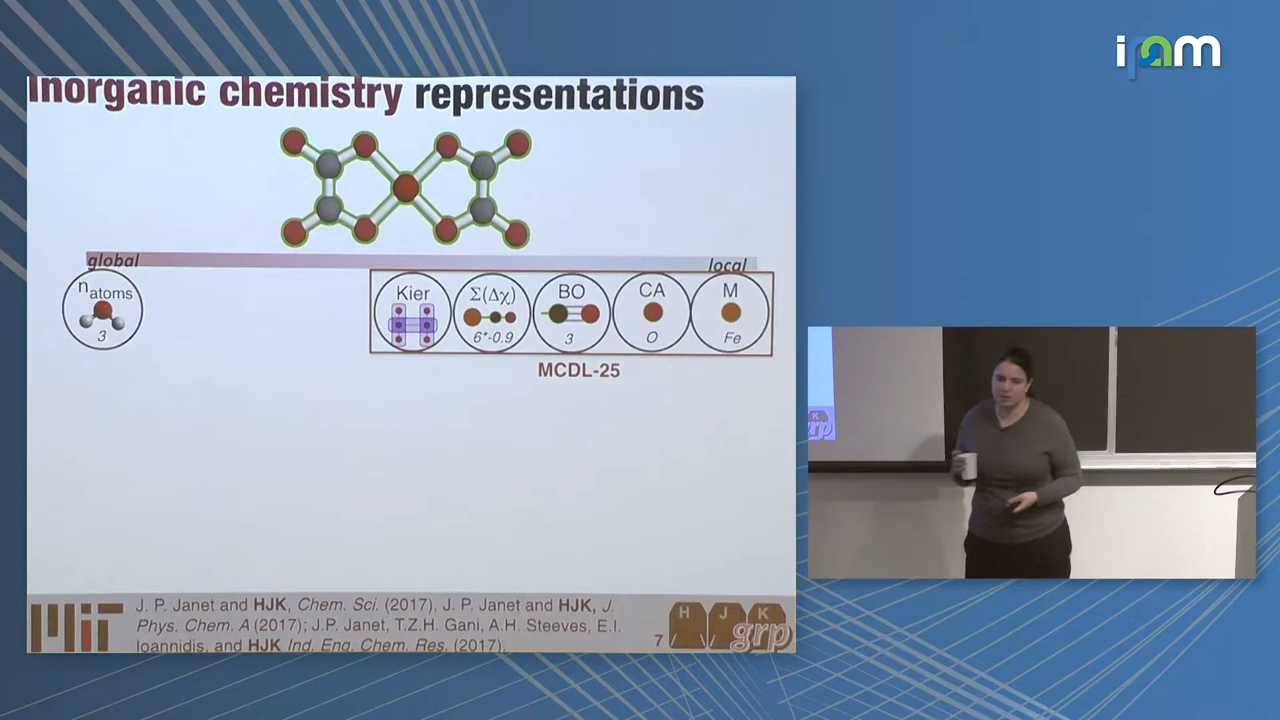 ipam
Inorganic chemistry representations
global
local
natoms
3
Kier
Σ(Δχ)
6*-0.9
BO
3
CA
O
M
Fe
MCDL-25
MIT
J. P. Janet and HJK, Chem. Sci. (2017), J. P. Janet and HJK, J.
Phys. Chem. A (2017); J.P. Janet, T.Z.H. Gani, A.H. Steeves, E.I.
Ioannidis, and HJK Ind. Eng. Chem. Res. (2017).
7
H J K
grp
K
grp